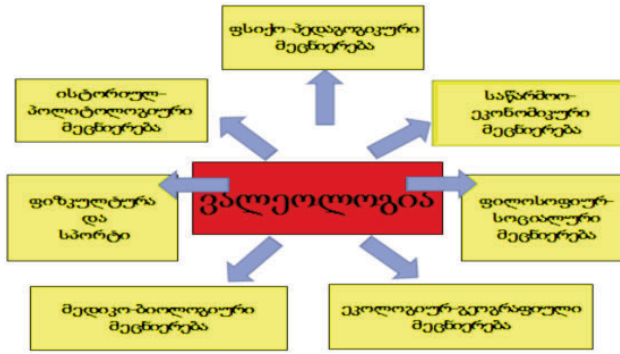 ფსიქო-პედაგოგიკური
მეცნიერება
ისტორიულ-
პოლიტოლოგიური
მეცნიერება
საწარმოო-
ეკონომიკური
მეცნიერება
ფიზკულტურა
და
სპორტი
ვალეოლოგია
ფილოსოფიურ-
სოციალური
მეცნიერება
მედიკო-ბიოლოგიური
მეცნიერება
ეკოლოგიურ-გეოგრაფიული
მეცნიერება